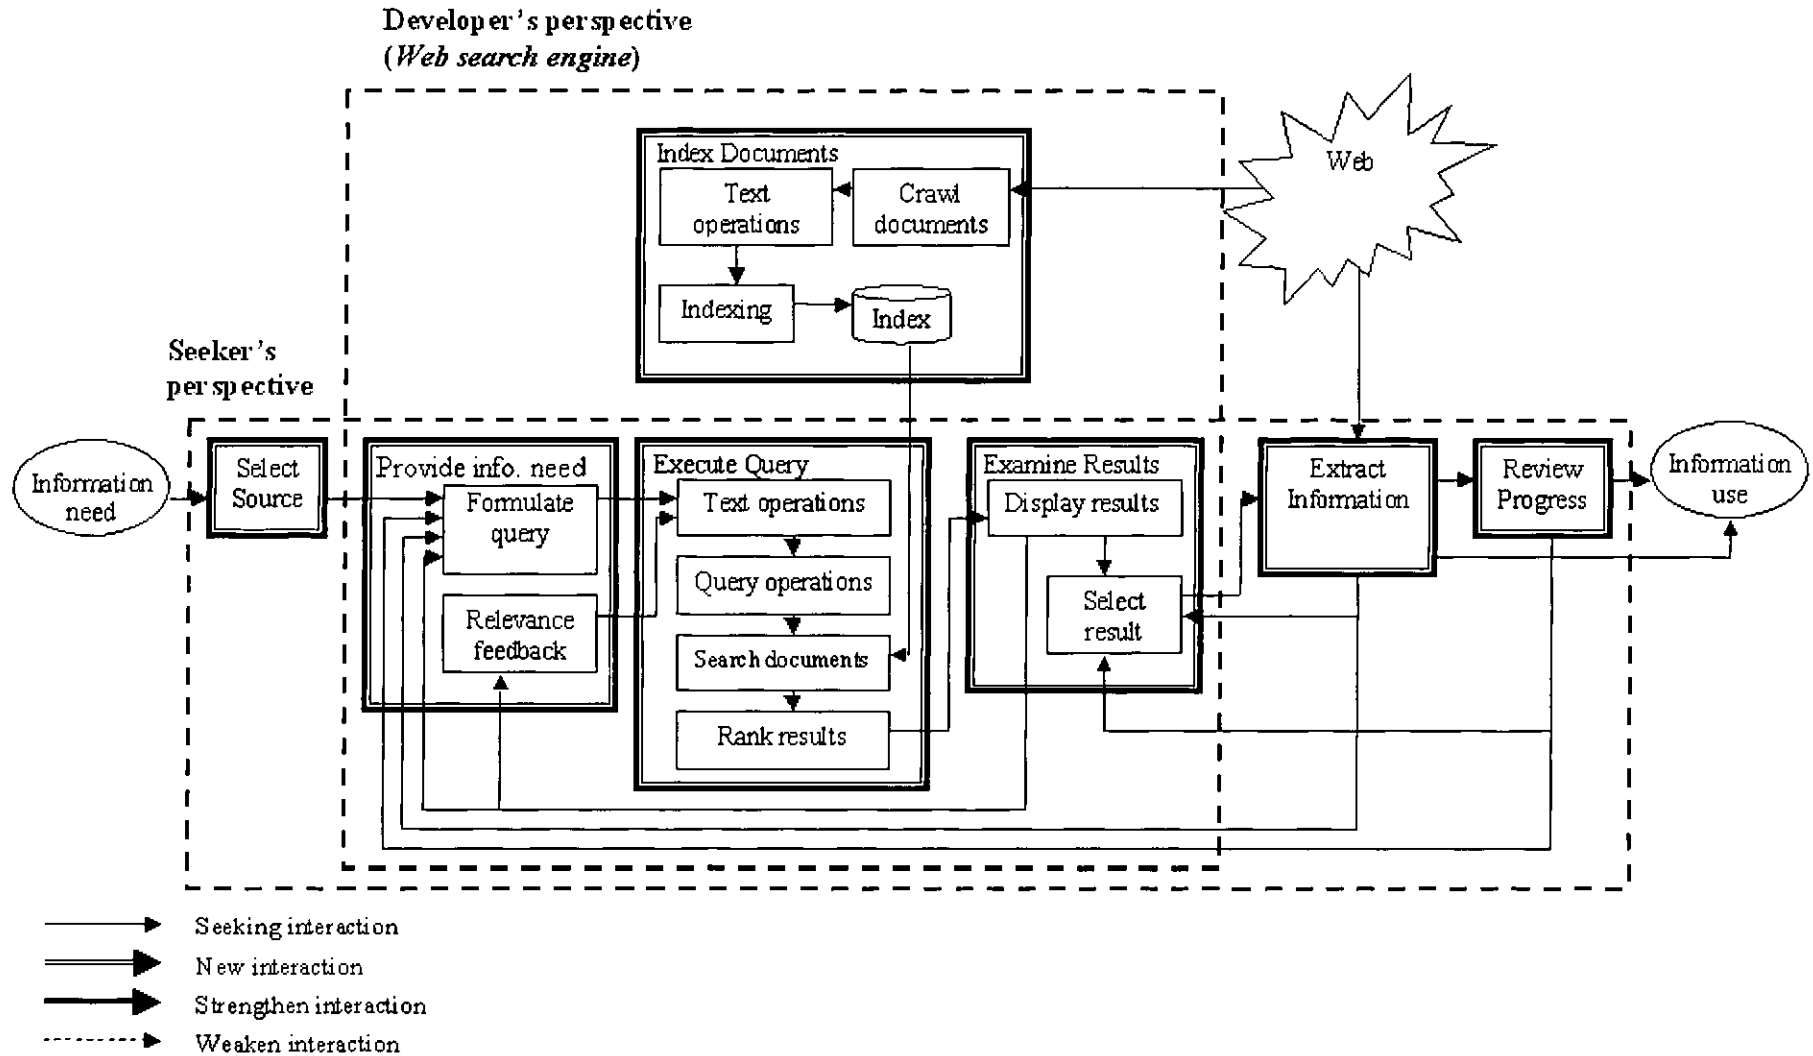 Developer's perspective
(Web search engine)
Index Documents
Text
operations
Crawl
documents
Web
Indexing
Index
Seeker's
perspective
Information
need
Select
Source
Provide info. need
Formulate
query
Relevance
feedback
Execute Query
Text operations
Query operations
Search documents
Rank results
Examine Results
Display results
Select
result
Extract
Information
Review
Progress
Information
use
Seeking interaction
New interaction
Strengthen interaction
Weaken interaction